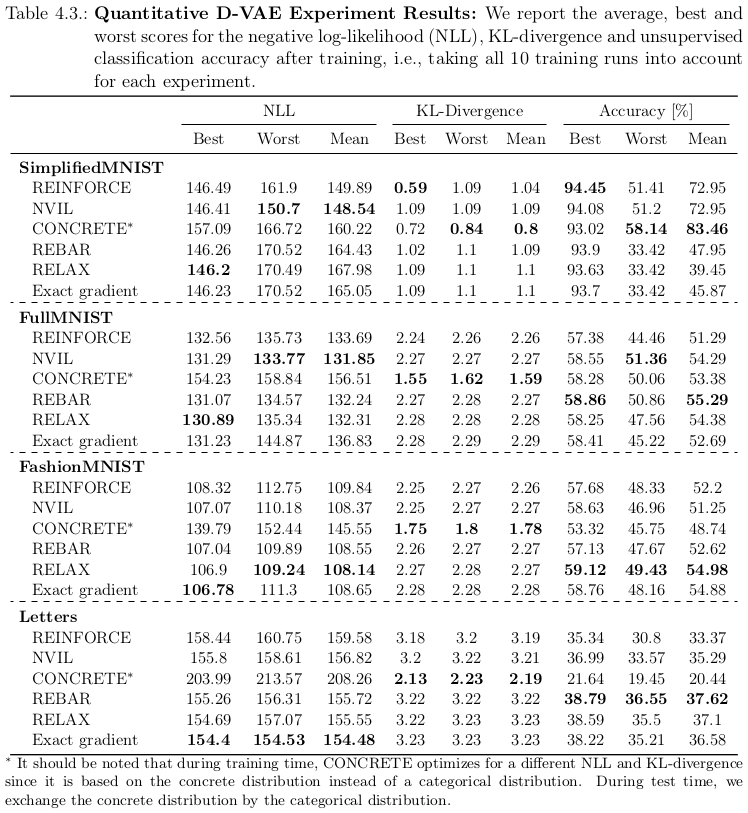 Table 4.3.: Quantitative D-VAE Experiment Results: We report the average, best and
worst scores for the negative log-likelihood (NLL), KL-divergence and unsupervised
classification accuracy after training, i.e., taking all 10 training runs into account
for each experiment.
NLL KL-Divergence Accuracy [%]
Best Worst Mean Best Worst Mean Best Worst Mean
SimplifiedMNIST
REINFORCE 146.49 161.9 149.89 0.59 1.09 1.04 94.45 51.41 72.95
NVIL 146.41 150.7 148.54 1.09 1.09 1.09 94.08 51.2 72.95
CONCRETE* 157.09 166.72 160.22 0.72 0.84 0.8 93.02 58.14 83.46
REBAR 146.26 170.52 164.43 1.02 1.1 1.09 93.9 33.42 47.95
RELAX 146.2 170.49 167.98 1.09 1.1 1.1 93.63 33.42 39.45
Exact gradient 146.23 170.52 165.05 1.09 1.1 1.1 93.7 33.42 45.87
FullMNIST
REINFORCE 132.56 135.73 133.69 2.24 2.26 2.26 57.38 44.46 51.29
NVIL 131.29 133.77 131.85 2.27 2.27 2.27 58.55 51.36 54.29
CONCRETE* 154.23 158.84 156.51 1.55 1.62 1.59 58.28 50.06 53.38
REBAR 131.07 134.57 132.24 2.27 2.28 2.27 58.86 50.86 55.29
RELAX 130.89 135.34 132.31 2.28 2.28 2.28 58.25 47.56 54.38
Exact gradient 131.23 144.87 136.83 2.28 2.29 2.29 58.41 45.22 52.69
FashionMNIST
REINFORCE 108.32 112.75 109.84 2.25 2.27 2.26 57.68 48.33 52.2
NVIL 107.07 110.18 108.37 2.25 2.27 2.27 58.63 46.96 51.25
CONCRETE* 139.79 152.44 145.55 1.75 1.8 1.78 53.32 45.75 48.74
REBAR 107.04 109.89 108.55 2.26 2.27 2.27 57.13 47.67 52.62
RELAX 106.9 109.24 108.14 2.27 2.28 2.27 59.12 49.43 54.98
Exact gradient 106.78 111.3 108.65 2.28 2.28 2.28 58.76 48.16 54.88
Letters
REINFORCE 158.44 160.75 159.58 3.18 3.2 3.19 35.34 30.8 33.37
NVIL 155.8 158.61 156.82 3.2 3.22 3.21 36.99 33.57 35.29
CONCRETE* 203.99 213.57 208.26 2.13 2.23 2.19 21.64 19.45 20.44
REBAR 155.26 156.31 155.72 3.22 3.22 3.22 38.79 36.55 37.62
RELAX 154.69 157.07 155.55 3.22 3.23 3.23 38.59 35.5 37.1
Exact gradient 154.4 154.53 154.48 3.23 3.23 3.23 38.22 35.21 36.58
* It should be noted that during training time, CONCRETE optimizes for a different NLL and KL-divergence
since it is based on the concrete distribution instead of a categorical distribution. During test time, we
exchange the concrete distribution by the categorical distribution.